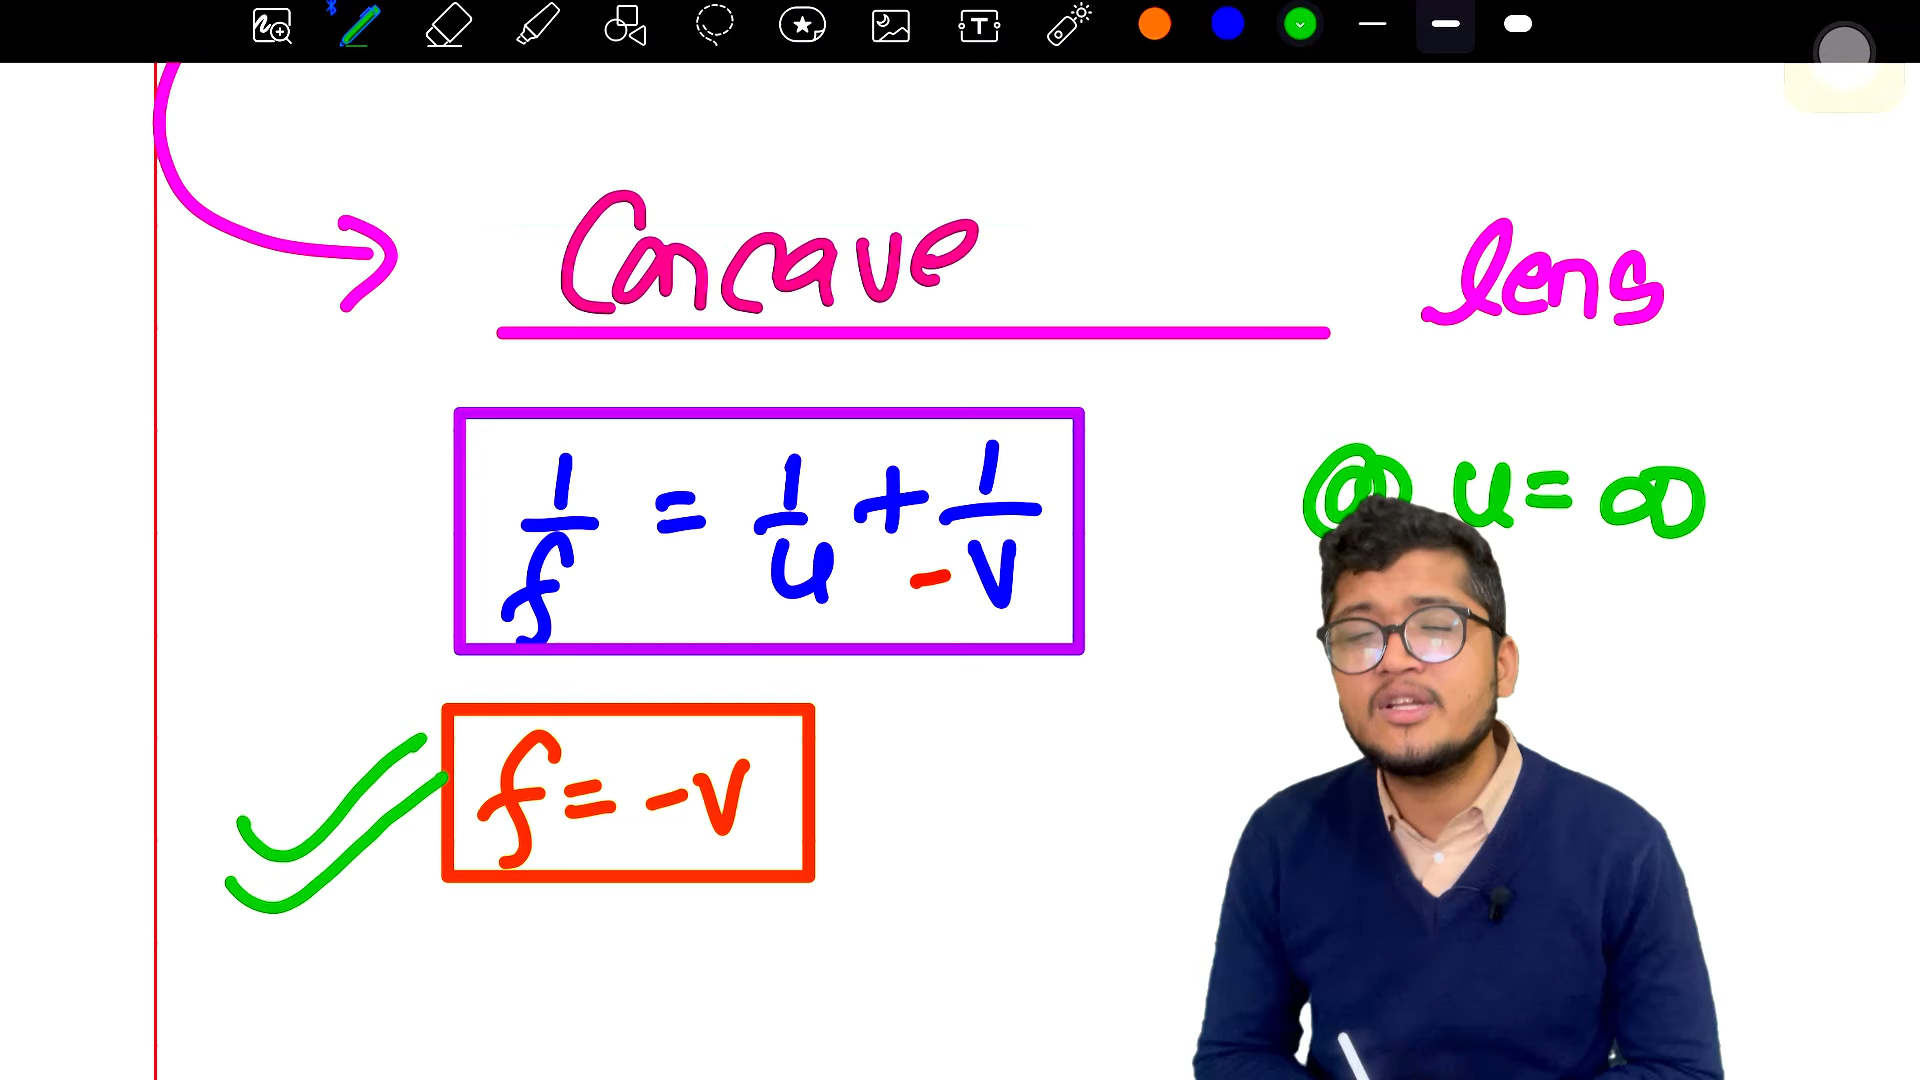 Concave lens
1/f = 1/u + 1/-v
@ u = ∞
f = -v